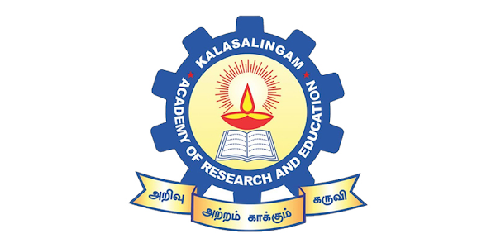 KALASALINGAM
ACADEMY OF RESEARCH AND EDUCATION
அறிவு அற்றம் காக்கும் கருவி